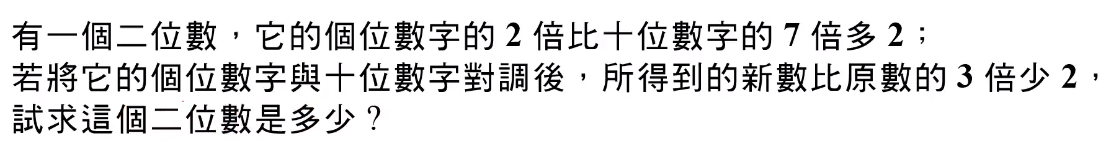 有一個二位數，它的個位數字的 2 倍比十位數字的 7 倍多 2；
若將它的個位數字與十位數字對調後，所得到的新數比原數的 3 倍少 2，
試求這個二位數是多少？